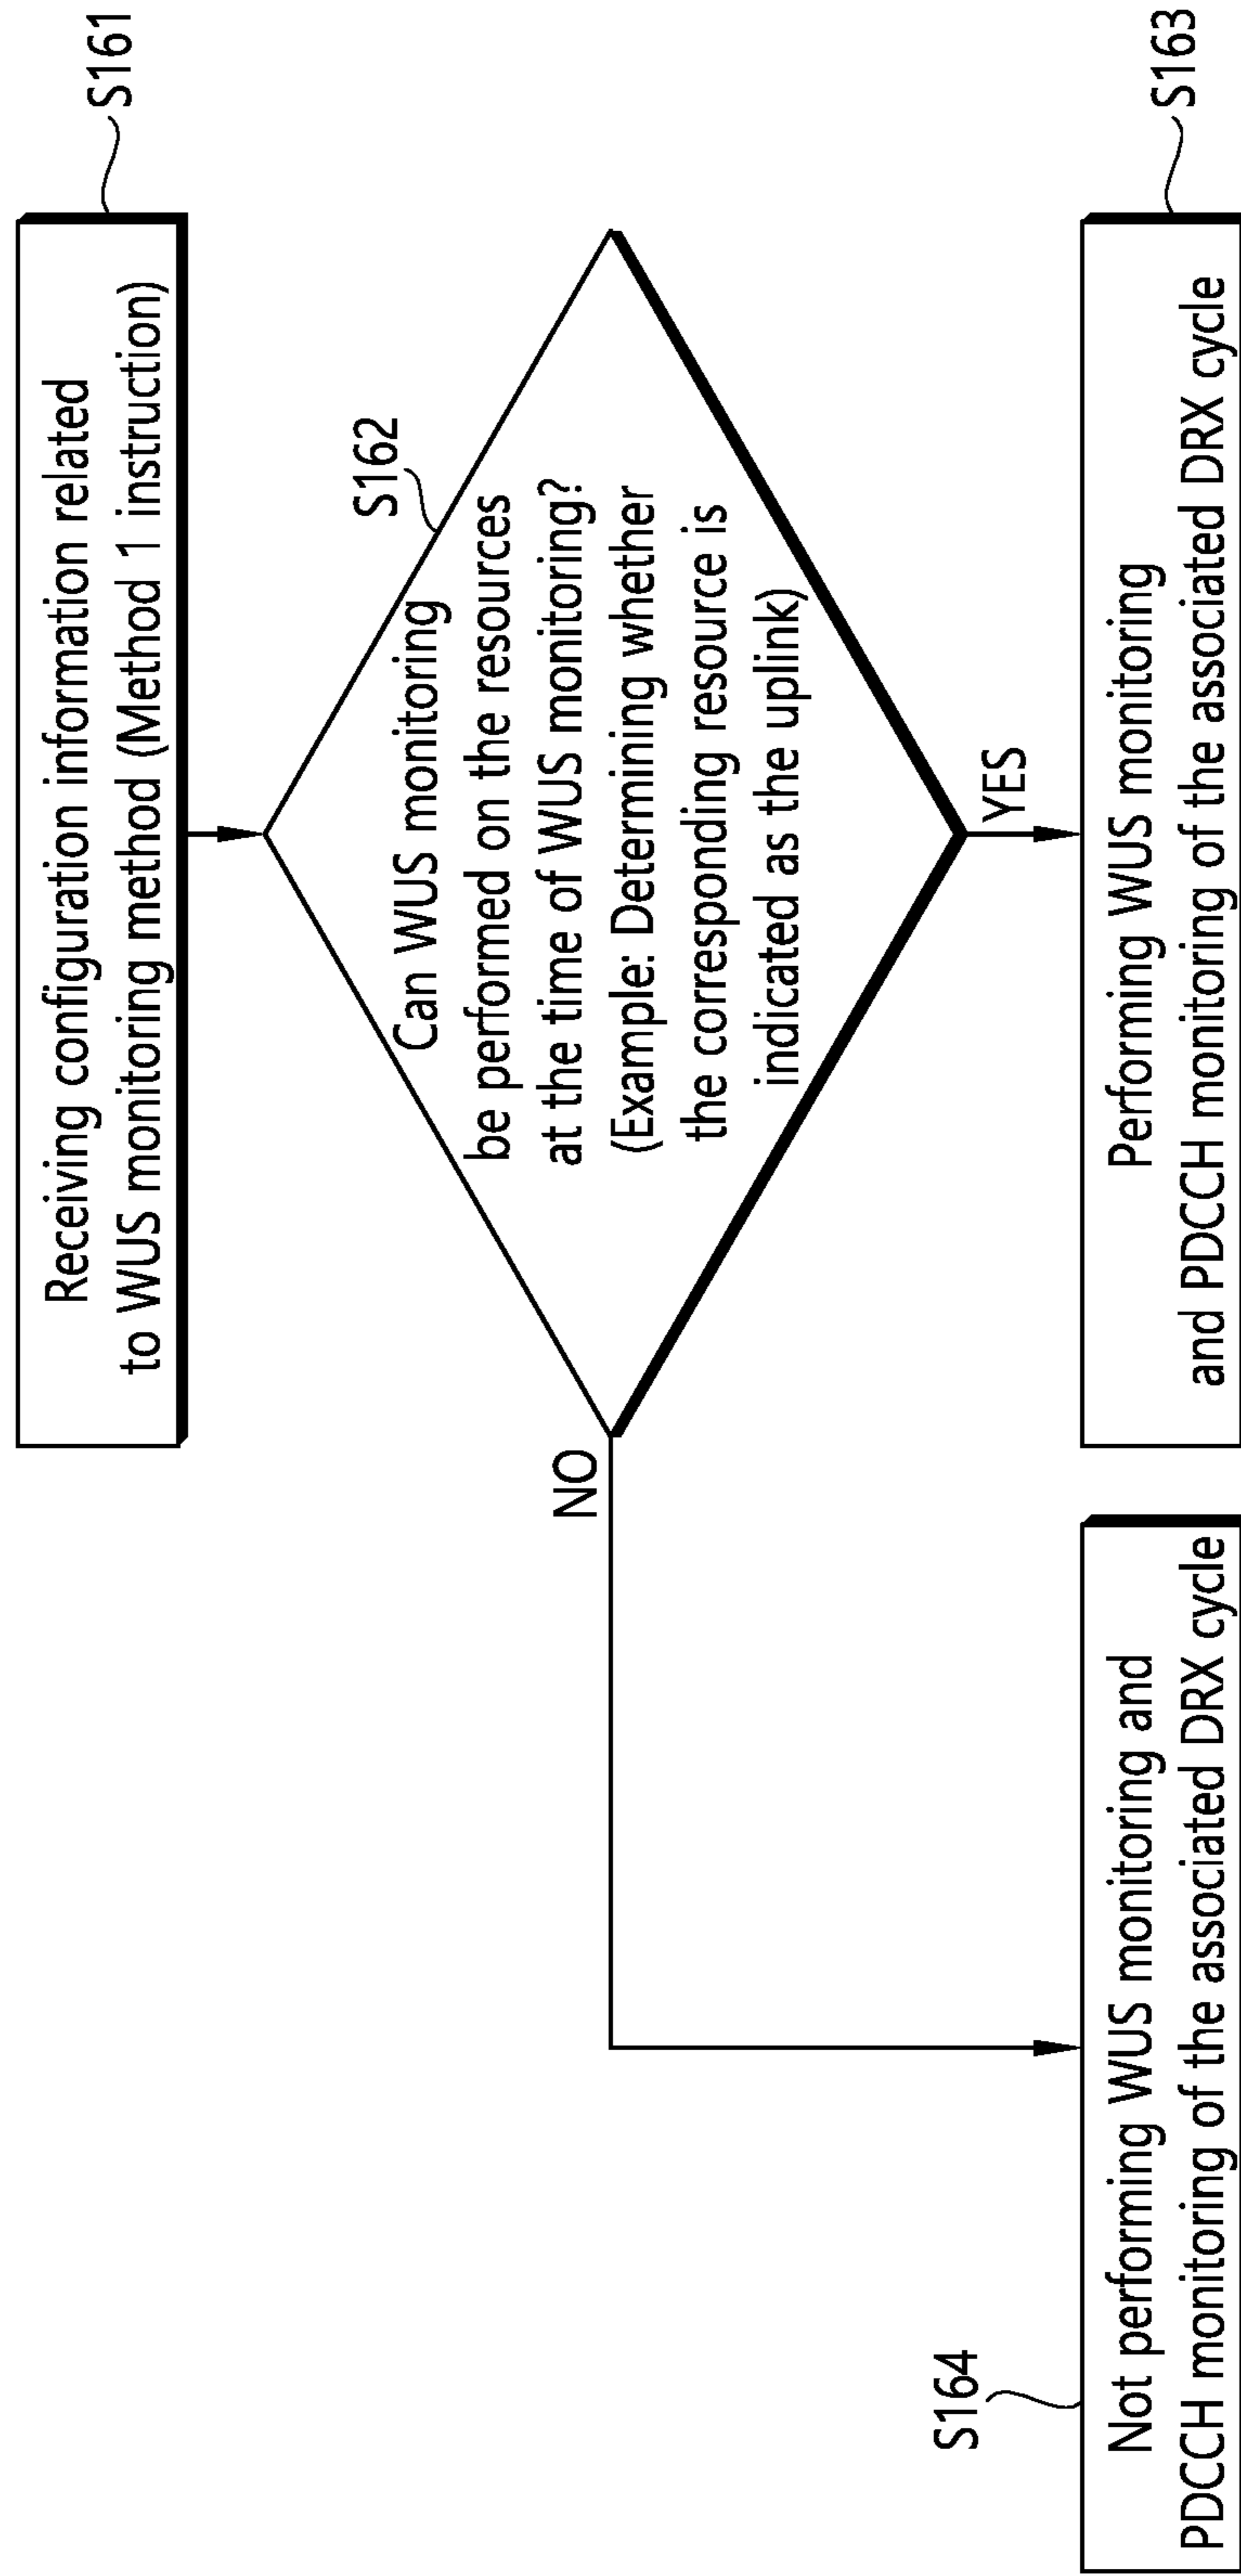 Receiving configuration information related
to WUS monitoring method (Method 1 instruction)
S161
S162
Can WUS monitoring
be performed on the resources
at the time of WUS monitoring?
(Example: Determining whether
the corresponding resource is
indicated as the uplink)
NO
YES
S164
Not performing WUS monitoring and
PDCCH monitoring of the associated DRX cycle
Performing WUS monitoring
and PDCCH monitoring of the associated DRX cycle
S163